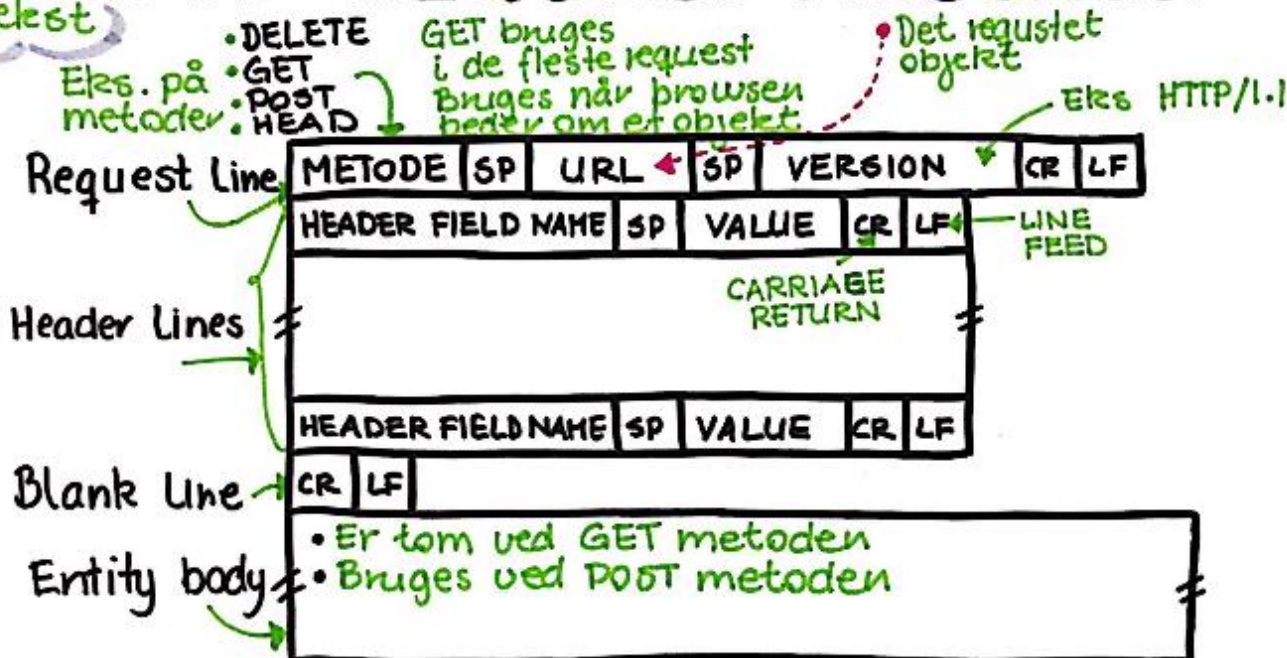 • DELETE
• GET
• POST
• HEAD
Eks. på
metoder
GET bruges
i de fleste request
Bruges når browsen
beder om et objekt
• Det requstet
objekt
Eks HTTP/1.1
Request Line
METODE SP URL SP VERSION CR LF
HEADER FIELD NAME SP VALUE CR LF
LINE
FEED
CARRIAGE
RETURN
Header Lines
HEADER FIELD NAME SP VALUE CR LF
Blank Line
CR LF
Entity body
• Er tom ved GET metoden
• Bruges ved POST metoden